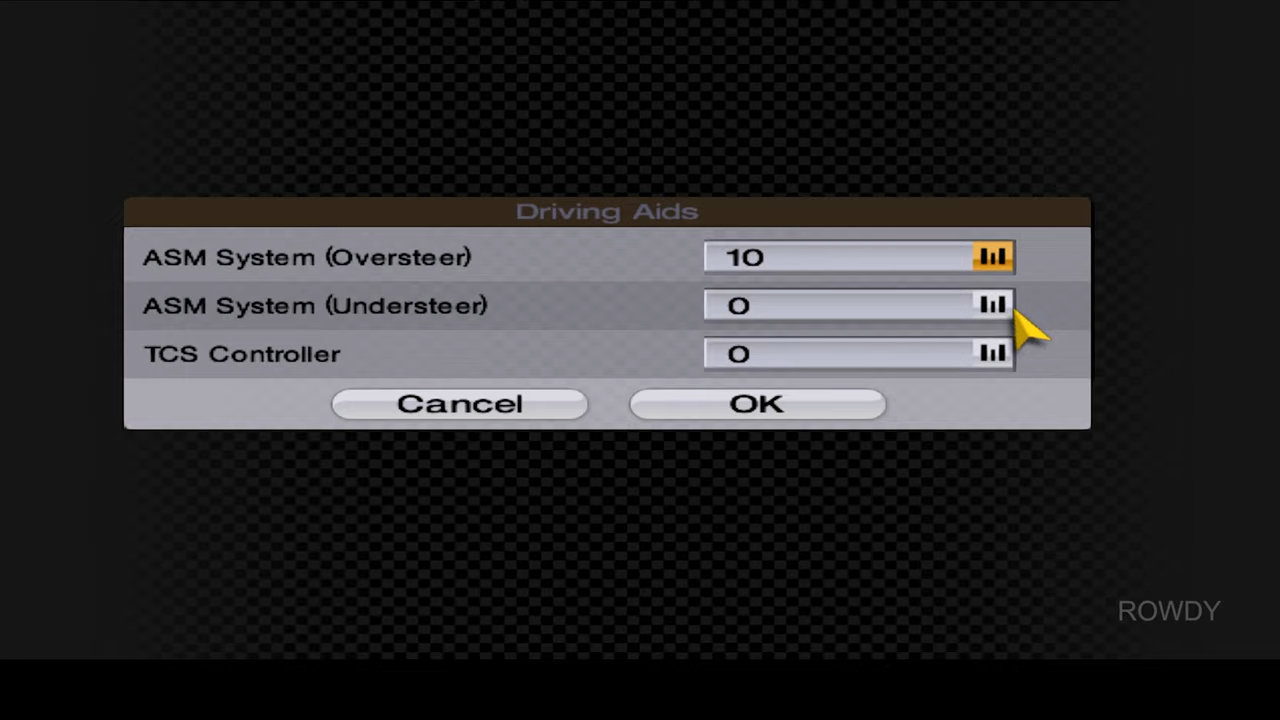 Driving Aids
ASM System (Oversteer) 10
ASM System (Understeer) 0
TCS Controller 0
Cancel OK
ROWDY